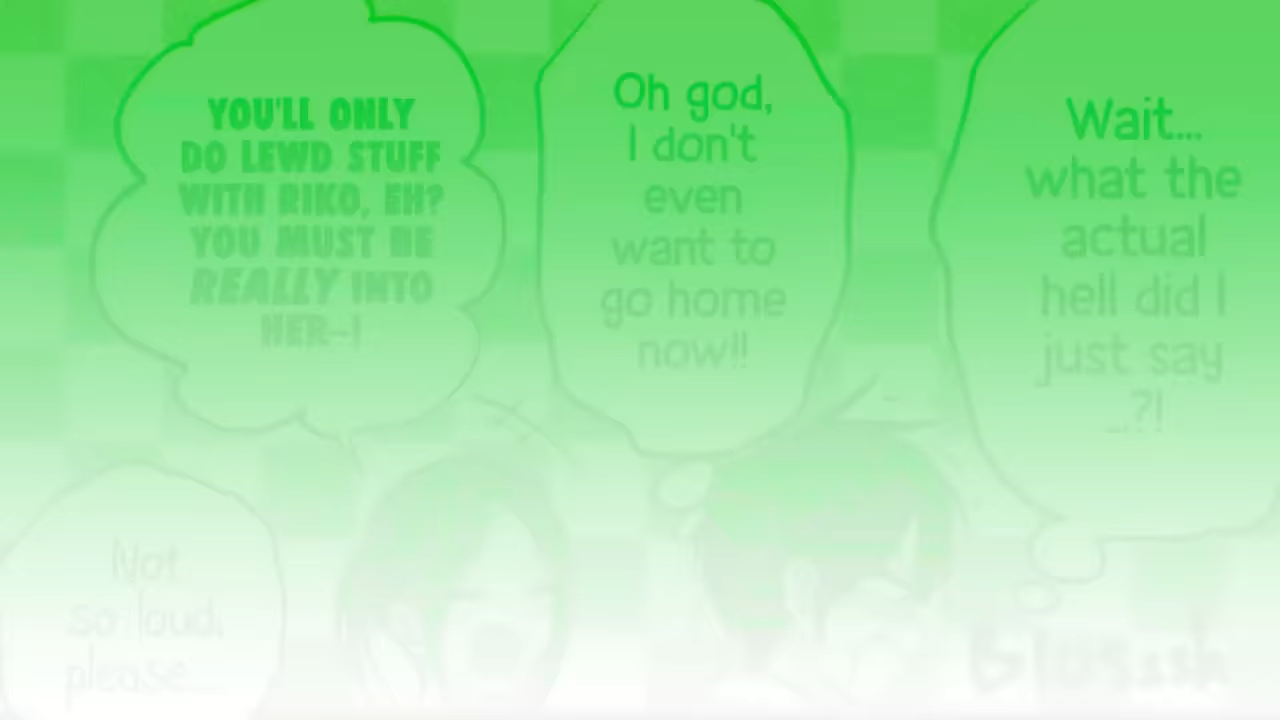 YOU'LL ONLY
DO LEWD STUFF
WITH RIKO, EH?
YOU MUST BE
REALLY INTO
HER--!
Oh god,
I don't
even
want to
go home
now!!
Wait...
what the
actual
hell did I
just say
...?!
Not
so loud,
please...